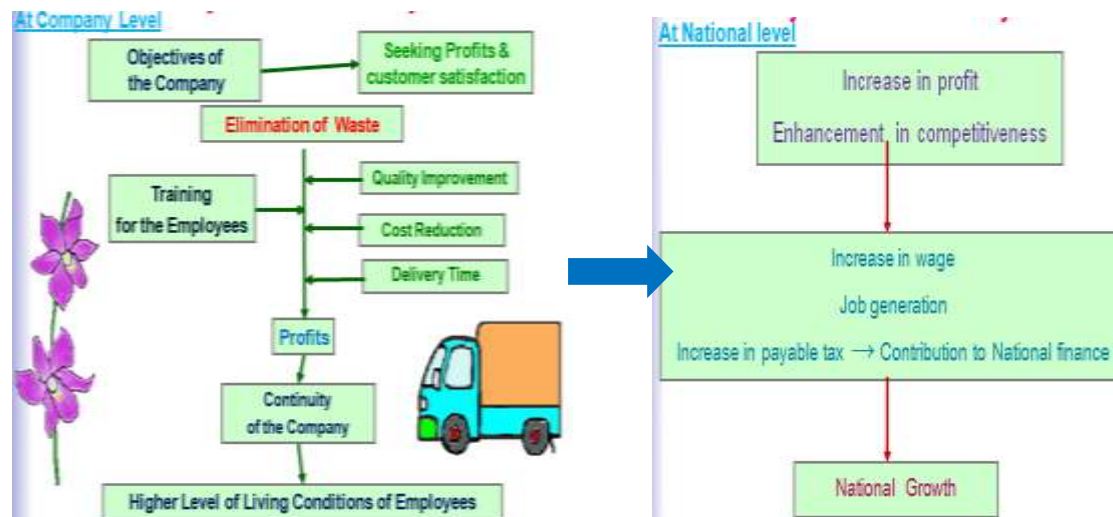 At Company Level
Objectives of
the Company
Seeking Profits &
customer satisfaction
Elimination of Waste
Quality Improvement
Training
for the Employees
Cost Reduction
Delivery Time
Profits
Continuity
of the Company
Higher Level of Living Conditions of Employees
At National level
Increase in profit
Enhancement in competitiveness
Increase in wage
Job generation
Increase in payable tax → Contribution to National finance
National Growth